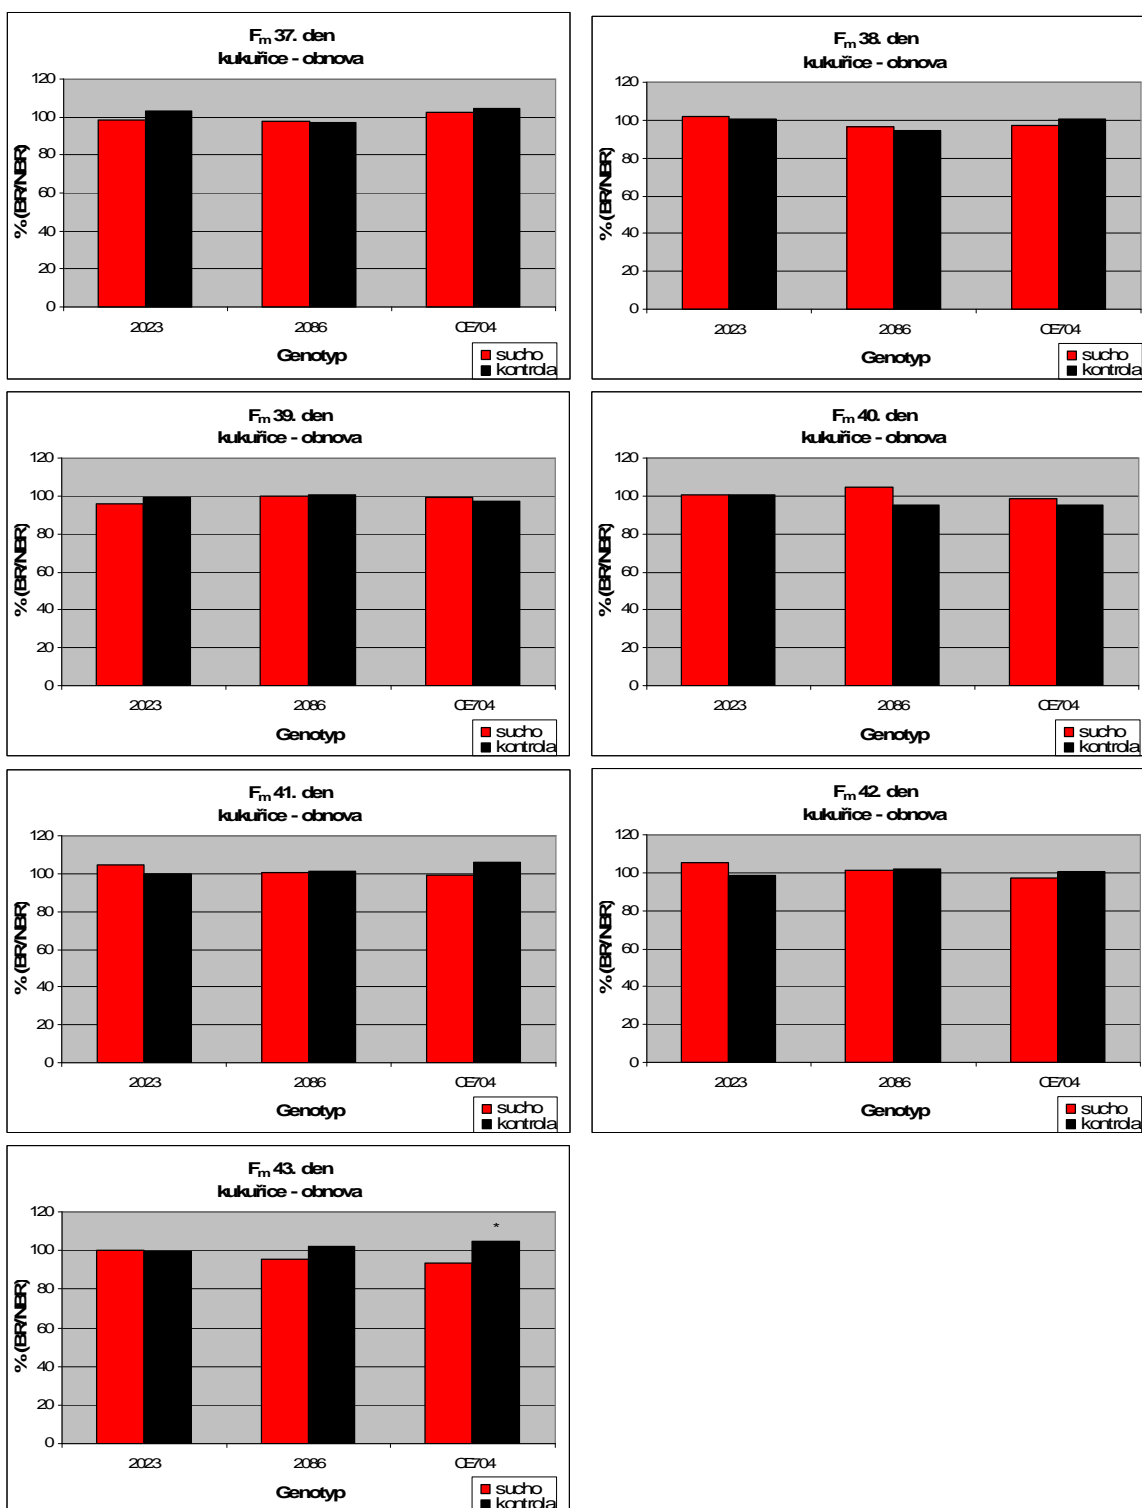 Fm 37. den
kukuřice - obnova
120
100
80
60
40
20
0
% (BR/NBR)
2023 2086 CE704
Genotyp
sucho
kontrola
Fm 38. den
kukuřice - obnova
120
100
80
60
40
20
0
% (BR/NBR)
2023 2086 CE704
Genotyp
sucho
kontrola
Fm 39. den
kukuřice - obnova
120
100
80
60
40
20
0
% (BR/NBR)
2023 2086 CE704
Genotyp
sucho
kontrola
Fm 40. den
kukuřice - obnova
120
100
80
60
40
20
0
% (BR/NBR)
2023 2086 CE704
Genotyp
sucho
kontrola
Fm 41. den
kukuřice - obnova
120
100
80
60
40
20
0
% (BR/NBR)
2023 2086 CE704
Genotyp
sucho
kontrola
Fm 42. den
kukuřice - obnova
120
100
80
60
40
20
0
% (BR/NBR)
2023 2086 CE704
Genotyp
sucho
kontrola
Fm 43. den
kukuřice - obnova
120
100
80
60
40
20
0
% (BR/NBR)
*
2023 2086 CE704
Genotyp
sucho
kontrola